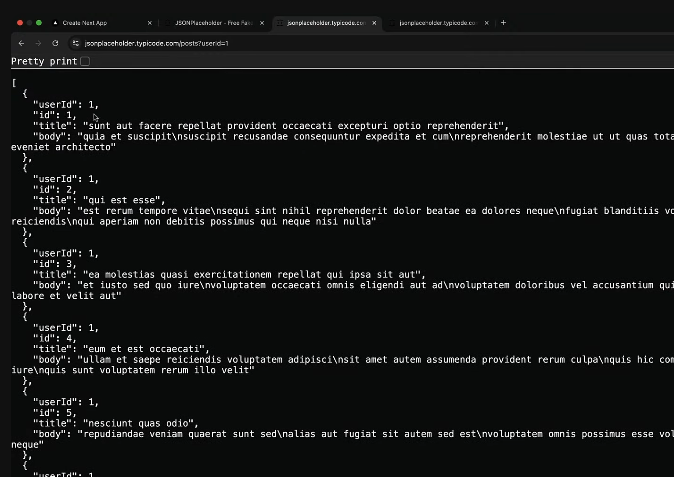 Create Next App
JSONPlaceholder - Free Fak
jsonplaceholder.typicode.com
jsonplaceholder.typicode.co
jsonplaceholder.typicode.com/posts?userid=1
Pretty print
[
{
"userId": 1,
"id": 1,
"title": "sunt aut facere repellat provident occaecati excepturi optio reprehenderit",
"body": "quia et suscipit\nsuscipit recusandae consequuntur expedita et cum\nreprehenderit molestiae ut ut quas tota
eveniet architecto"
},
{
"userId": 1,
"id": 2,
"title": "qui est esse",
"body": "est rerum tempore vitae\nsequi sint nihil reprehenderit dolor beatae ea dolores neque\nfugiat blanditiis vo
reiciendis\nqui aperiam non debitis possimus qui neque nisi nulla"
},
{
"userId": 1,
"id": 3,
"title": "ea molestias quasi exercitationem repellat qui ipsa sit aut",
"body": "et iusto sed quo iure\nvoluptatem occaecati omnis eligendi aut ad\nvoluptatem doloribus vel accusantium qui
labore et velit aut"
},
{
"userId": 1,
"id": 4,
"title": "eum et est occaecati",
"body": "ullam et saepe reiciendis voluptatem adipisci\nsit amet autem assumenda provident rerum culpa\nquis hic com
iure\nquis sunt voluptatem rerum illo velit"
},
{
"userId": 1,
"id": 5,
"title": "nesciunt quas odio",
"body": "repudiandae veniam quaerat sunt sed\nalias aut fugiat sit autem sed est\nvoluptatem omnis possimus esse vol
neque"
},
{
"userId": 1